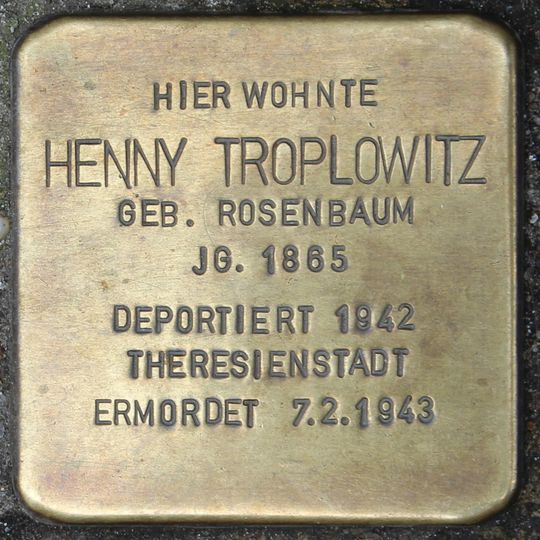 HIER WOHNTE
HENNY TROPLOWITZ
GEB. ROSENBAUM
JG. 1865
DEPORTIERT 1942
THERESIENSTADT
ERMORDET 7.2.1943